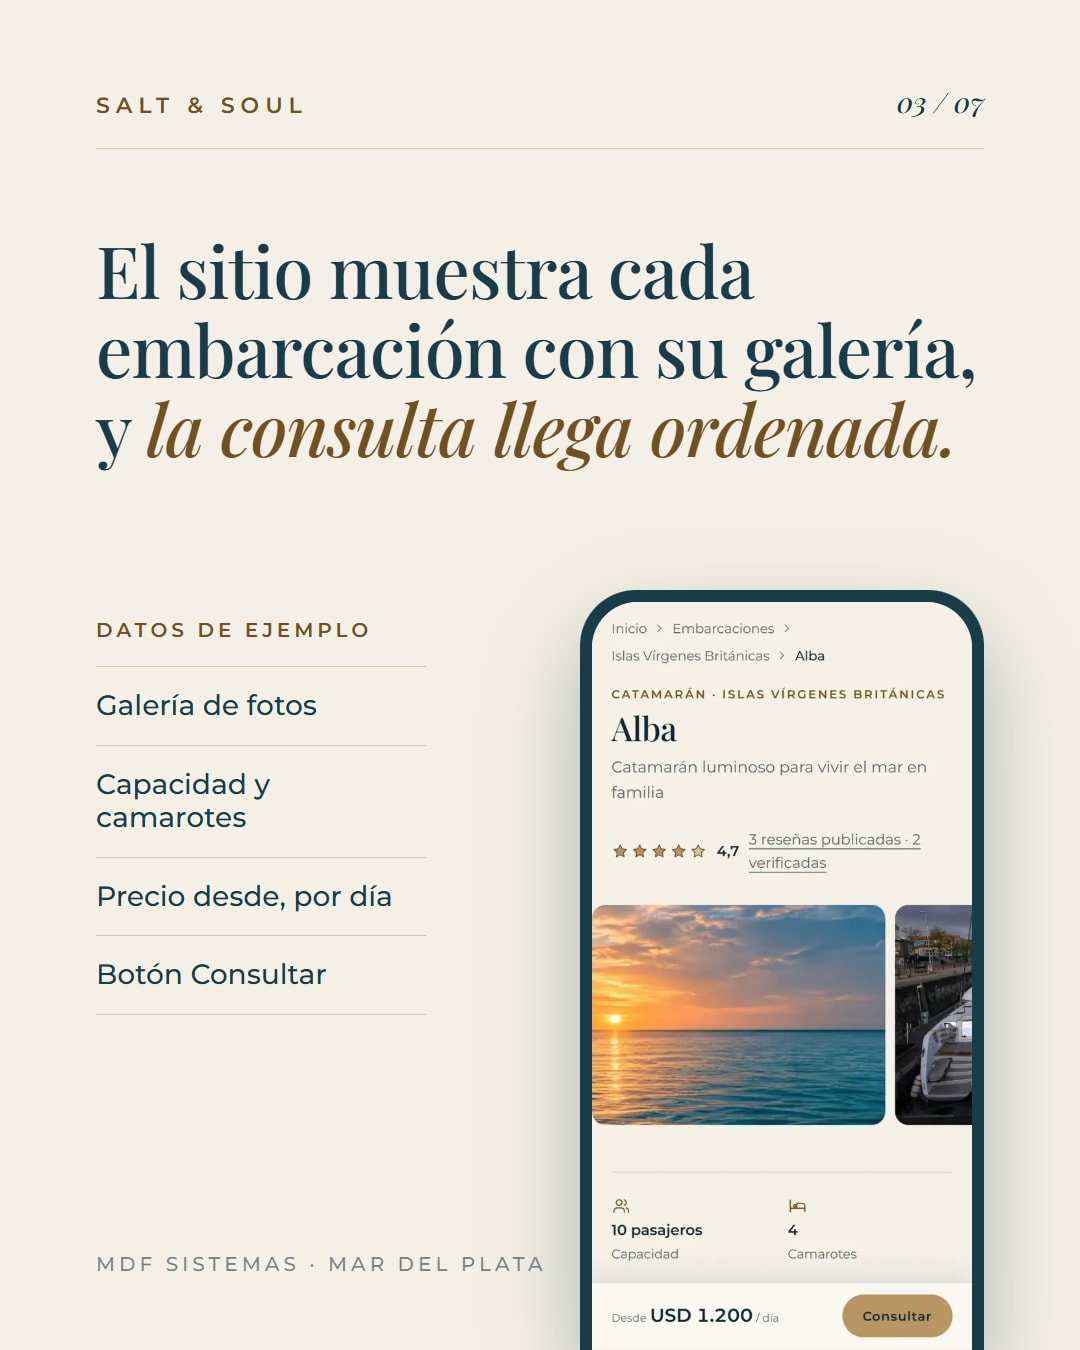 SALT & SOUL
03 / 07
El sitio muestra cada
embarcación con su galería,
y la consulta llega ordenada.
DATOS DE EJEMPLO
Galería de fotos
Capacidad y
camarotes
Precio desde, por día
Botón Consultar
MDF SISTEMAS · MAR DEL PLATA
Inicio > Embarcaciones >
Islas Vírgenes Británicas > Alba
CATAMARÁN · ISLAS VÍRGENES BRITÁNICAS
Alba
Catamarán luminoso para vivir el mar en
familia
4,7
3 reseñas publicadas · 2
verificadas
10 pasajeros
Capacidad
4
Camarotes
Desde USD 1.200 / día
Consultar